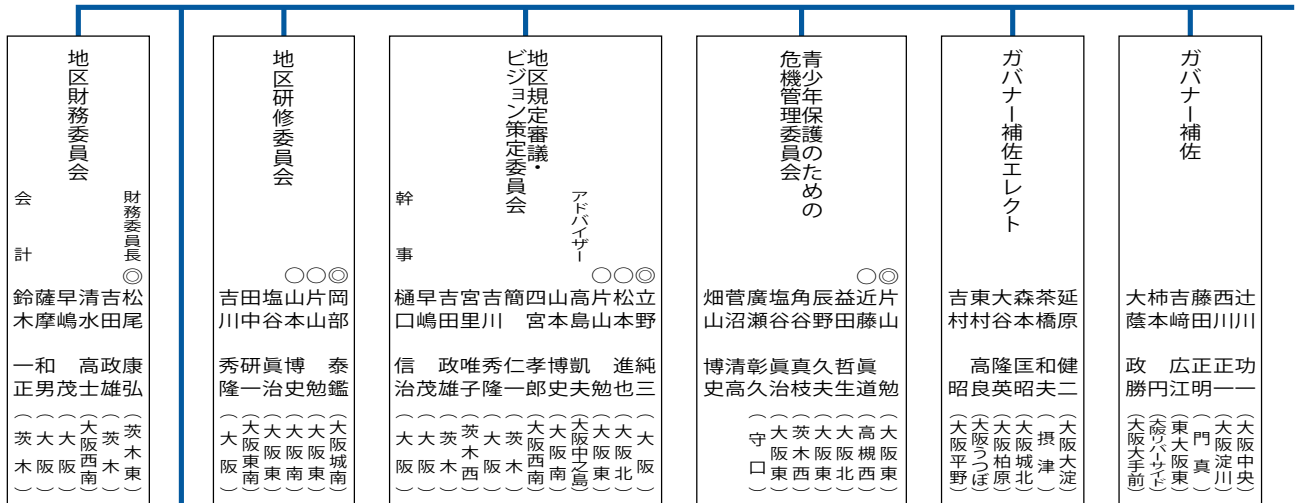 ガバナー補佐
辻川 功一 (大阪中央)
西川 正一 (大阪淀川)
藤田 正明 (門真)
吉﨑 広江 (東大阪東)
柿本 円 (大阪リバーサイド)
大蔭 政勝 (大阪大手前)
ガバナー補佐エレクト
延原 健二 (大阪大淀)
茶橋 和夫 (摂津)
森本 匡昭 (大阪城北)
大谷 隆英 (大阪柏原)
東村 高良 (大阪うつぼ)
吉村 昭 (大阪平野)
青少年保護のための
危機管理委員会
◎ 片山 勉 (大阪東)
○ 近藤 眞道 (高槻西)
益田 哲生 (大阪北)
辰野 久夫 (大阪東)
角谷 真枝 (茨木西)
塩谷 眞治 (大阪東)
廣瀬 彰久 (守口)
菅沼 清高
畑山 博史
地区規定審議・
ビジョン策定委員会
◎ 立野 純三 (大阪)
○ 松本 進也 (大阪北)
○ 片山 勉 (大阪東)
アドバイザー 高島 凱夫 (大阪中之島)
山本 博史 (大阪南)
四宮 孝郎 (大阪西南)
簡 仁一
吉川 秀隆 (大阪)
宮里 唯子 (茨木西)
吉田 政雄 (茨木)
早嶋 茂 (大阪)
幹事 樋口 信治 (大阪)
地区研修委員会
◎ 岡部 泰鑑 (大阪城南)
○ 片山 勉 (大阪東)
○ 山本 博史 (大阪南)
塩谷 眞治 (大阪東)
田中 研一 (大阪東南)
吉川 秀隆 (大阪)
地区財務委員会
財務委員長 ◎ 松尾 康弘 (茨木東)
吉田 政雄 (茨木)
清水 高士 (大阪西南)
早嶋 茂 (大阪)
薩摩 和男 (大阪)
会計 鈴木 一正 (茨木)